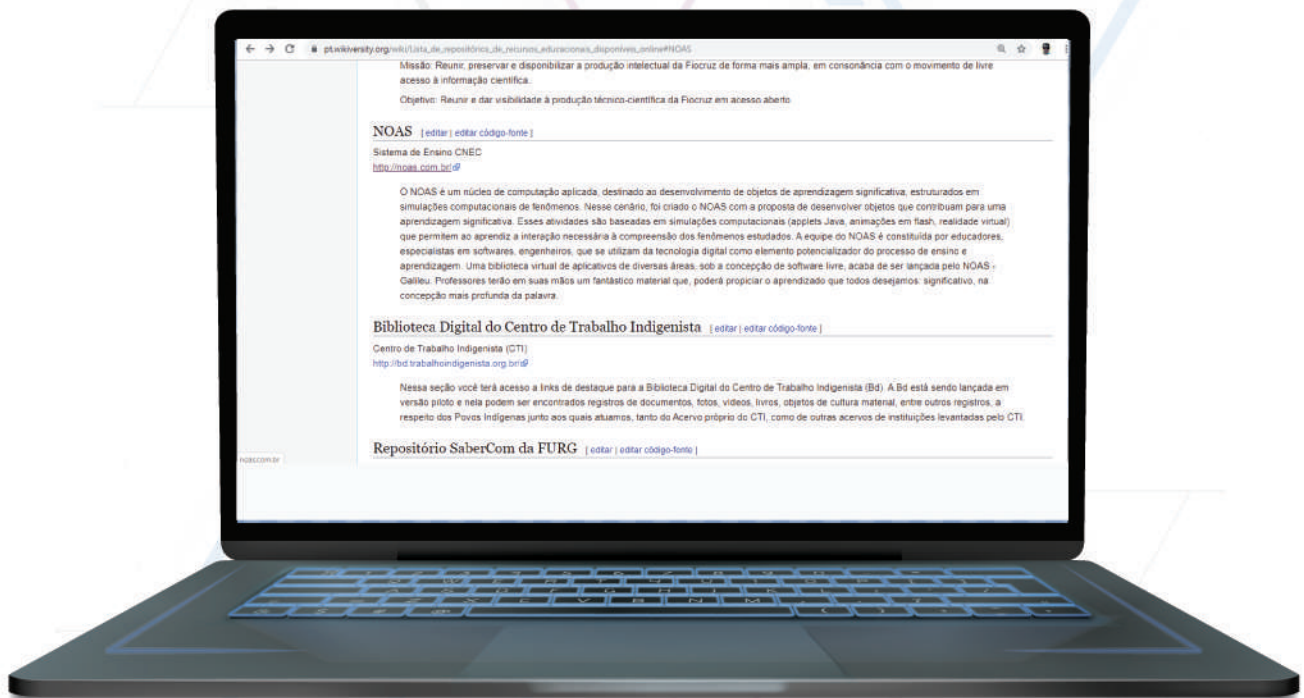 pt.wikiversity.org/wiki/Lista_de_repositórios_de_recursos_educacionais_disponíveis_online#NOAS
Missão: Reunir, preservar e disponibilizar a produção intelectual da Fiocruz de forma mais ampla, em consonância com o movimento de livre
acesso à informação científica.
Objetivo: Reunir e dar visibilidade à produção técnico-científica da Fiocruz em acesso aberto
NOAS [ editar | editar código-fonte ]
Sistema de Ensino CNEC
http://noas.com.br/
O NOAS é um núcleo de computação aplicada, destinado ao desenvolvimento de objetos de aprendizagem significativa, estruturados em
simulações computacionais de fenômenos. Nesse cenário, foi criado o NOAS com a proposta de desenvolver objetos que contribuam para uma
aprendizagem significativa. Esses atividades são baseadas em simulações computacionais (applets Java, animações em flash, realidade virtual)
que permitem ao aprendiz a interação necessária à compreensão dos fenômenos estudados. A equipe do NOAS é constituída por educadores,
especialistas em softwares, engenheiros, que se utilizam da tecnologia digital como elemento potencializador do processo de ensino e
aprendizagem. Uma biblioteca virtual de aplicativos de diversas áreas, sob a concepção de software livre, acaba de ser lançada pelo NOAS -
Galileu. Professores terão em suas mãos um fantástico material que, poderá propiciar o aprendizado que todos desejamos: significativo, na
concepção mais profunda da palavra.
Biblioteca Digital do Centro de Trabalho Indigenista [ editar | editar código-fonte ]
Centro de Trabalho Indigenista (CTI)
http://bd.trabalhoindigenista.org.br/
Nessa seção você terá acesso a links de destaque para a Biblioteca Digital do Centro de Trabalho Indigenista (Bd). A Bd está sendo lançada em
versão piloto e nela podem ser encontrados registros de documentos, fotos, vídeos, livros, objetos de cultura material, entre outros registros, a
respeito dos Povos Indígenas junto aos quais atuamos, tanto do Acervo próprio do CTI, como de outras acervos de instituições levantadas pelo CTI.
Repositório SaberCom da FURG [ editar | editar código-fonte ]
noas.com.br